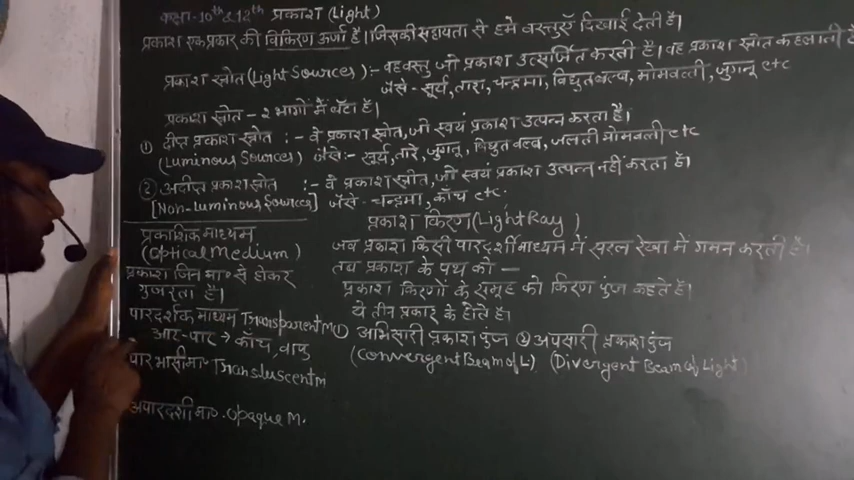 कक्षा-10th & 12th प्रकाश (Light)
प्रकाश एक प्रकार की विकिरण ऊर्जा है। जिसकी सहायता से हमे वस्तुएँ दिखाई देती है।
प्रकाश स्रोत (Light Sources) :- वह वस्तु जो प्रकाश उत्सर्जित करती है। वह प्रकाश स्रोत कहलाती है
जैसे - सूर्य, तारा, चन्द्रमा, विद्युत बल्ब, मोमबत्ती, जुगनू etc
प्रकाश स्रोत - 2 भागों में बँटा है।
① दीप्त प्रकाश स्रोत :- वे प्रकाश स्रोत, जो स्वयं प्रकाश उत्पन्न करता है।
(Luminous Sources) जैसे:- सूर्य, तारे, जुगनू, विद्युत बल्ब, जलती मोमबत्ती etc
② अदीप्त प्रकाश स्रोत :- वे प्रकाश स्रोत, जो स्वयं प्रकाश उत्पन्न नहीं करता है।
[Non-Luminous Sources] जैसे - चन्द्रमा, काँच etc.
प्रकाशिक माध्यम
(Optical Medium)
प्रकाश जिन मा० से होकर
गुजरता है।
पारदर्शक माध्यम Transparent M
आर-पार → काँच, वायु
पारभासी मा० Transluscent M
अपारदर्शी मा०. Opaque M.
प्रकाश किरण (Light Ray)
जब प्रकाश किसी पारदर्शी माध्यम में सरल रेखा में गमन करती है।
तब प्रकाश के पथ को —
प्रकाश किरणों के समूह को किरण पुंज कहते है।
ये तीन प्रकार के होते है।
① अभिसारी प्रकाश पुंज ② अपसारी प्रकाश पुंज
(Convergent Beam of L) (Divergent Beam of Light)